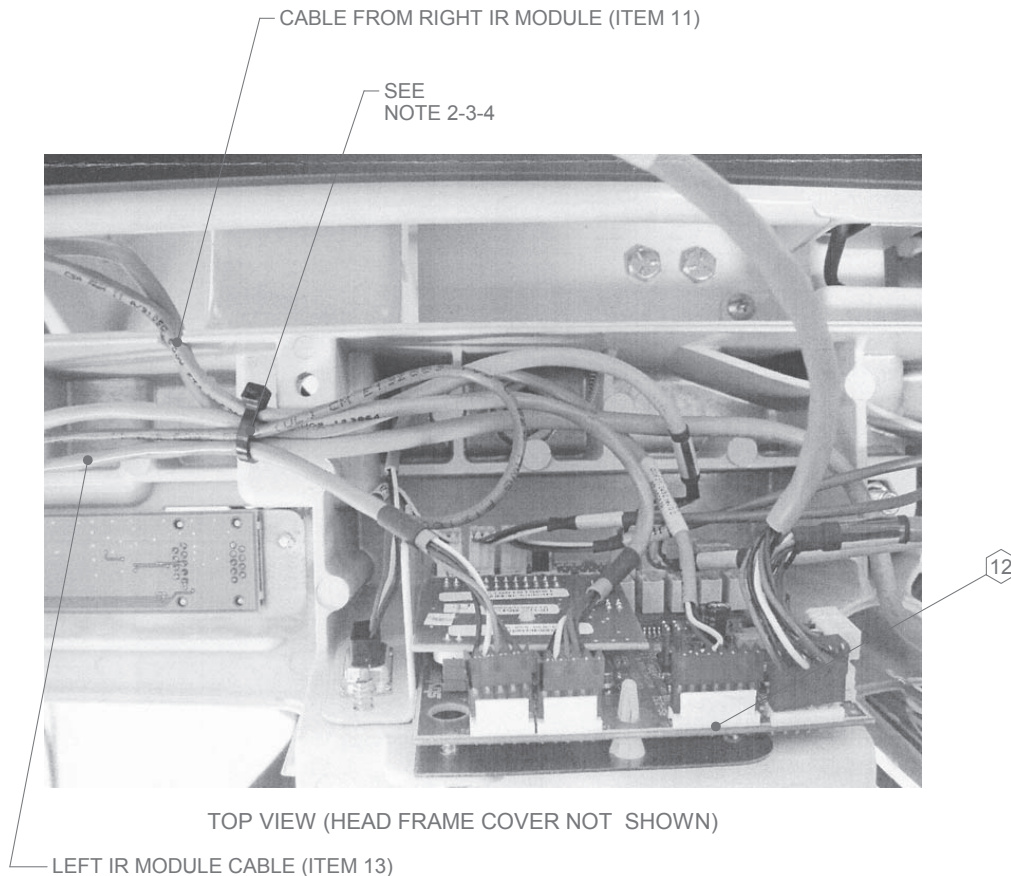 CABLE FROM RIGHT IR MODULE (ITEM 11)
SEE
NOTE 2-3-4
12
TOP VIEW (HEAD FRAME COVER NOT SHOWN)
LEFT IR MODULE CABLE (ITEM 13)